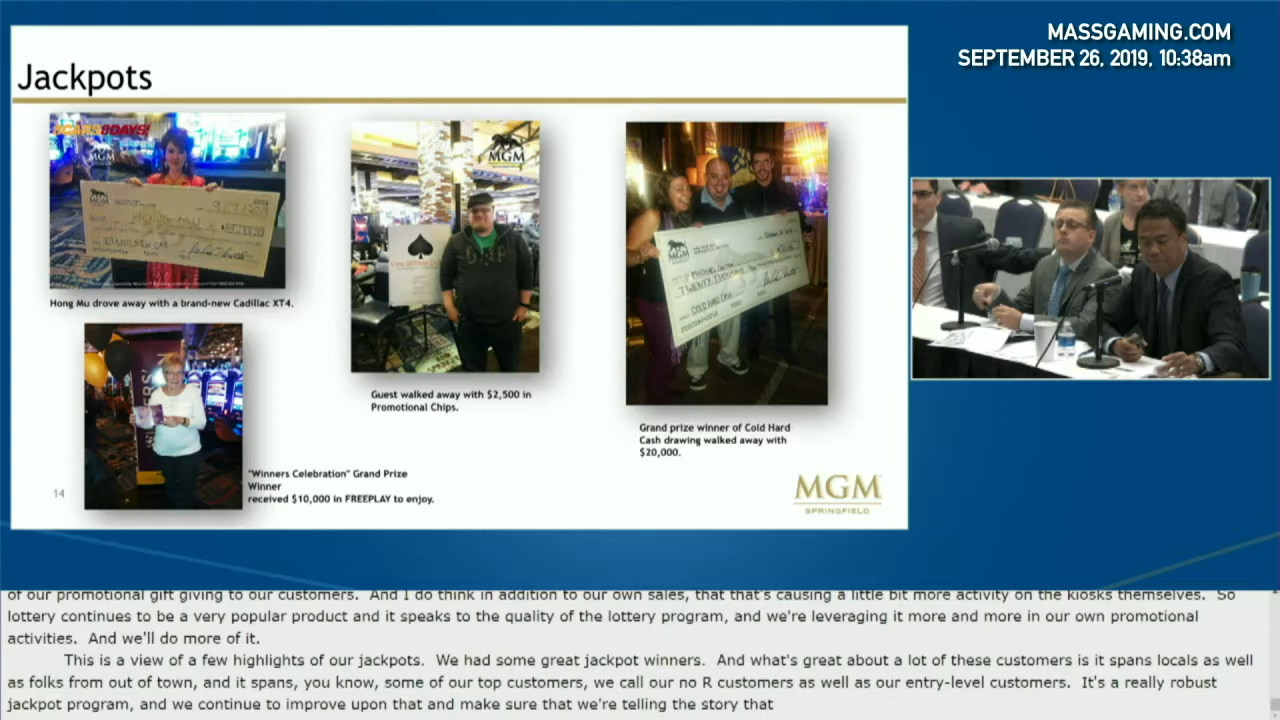 MASSGAMING.COM
SEPTEMBER 26, 2019, 10:38am
Jackpots
MGM
Hong Mu drove away with a brand-new Cadillac XT4.
Guest walked away with $2,500 in
Promotional Chips.
Grand prize winner of Cold Hard
Cash drawing walked away with
$20,000.
"Winners Celebration" Grand Prize
Winner
received $10,000 in FREEPLAY to enjoy.
14
MGM
SPRINGFIELD
of our promotional gift giving to our customers.  And I do think in addition to our own sales, that that's causing a little bit more activity on the kiosks themselves.  So
lottery continues to be a very popular product and it speaks to the quality of the lottery program, and we're leveraging it more and more in our own promotional
activities.  And we'll do more of it.
This is a view of a few highlights of our jackpots.  We had some great jackpot winners.  And what's great about a lot of these customers is it spans locals as well
as folks from out of town, and it spans, you know, some of our top customers, we call our no R customers as well as our entry-level customers.  It's a really robust
jackpot program, and we continue to improve upon that and make sure that we're telling the story that